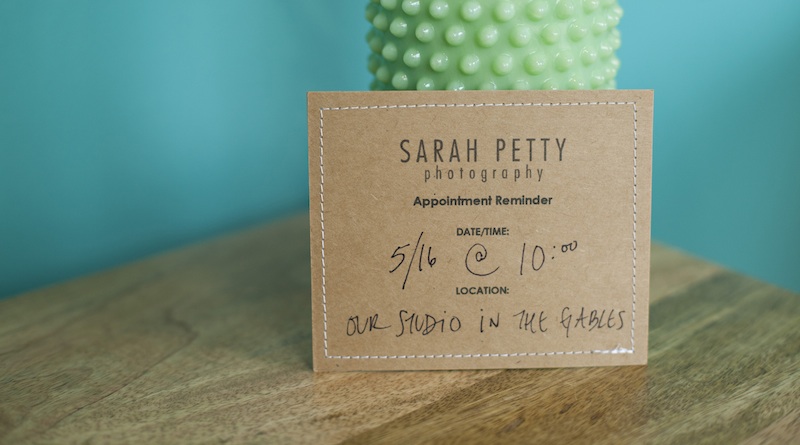 SARAH PETTY
photography
Appointment Reminder
DATE/TIME:
5/16 @ 10:00
LOCATION:
OUR STUDIO IN THE GABLES